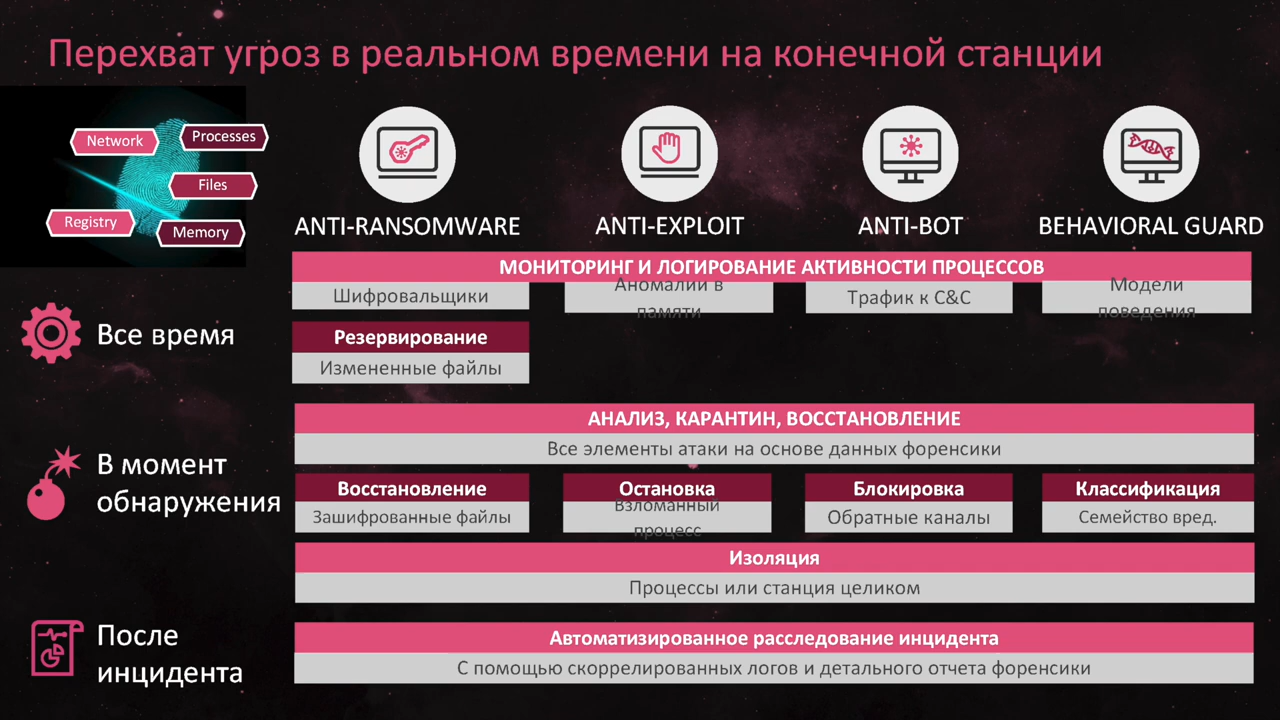 Перехват угроз в реальном времени на конечной станции
Network
Processes
Files
Registry
Memory
ANTI-RANSOMWARE
ANTI-EXPLOIT
ANTI-BOT
BEHAVIORAL GUARD
МОНИТОРИНГ И ЛОГИРОВАНИЕ АКТИВНОСТИ ПРОЦЕССОВ
Все время
Шифровальщики
Аномалии в
памяти
Трафик к C&C
Модели
поведения
Резервирование
Измененные файлы
В момент
обнаружения
АНАЛИЗ, КАРАНТИН, ВОССТАНОВЛЕНИЕ
Все элементы атаки на основе данных форенсики
Восстановление
Зашифрованные файлы
Остановка
Взломанный
процесс
Блокировка
Обратные каналы
Классификация
Семейство вред.
Изоляция
Процессы или станция целиком
После
инцидента
Автоматизированное расследование инцидента
С помощью скоррелированных логов и детального отчета форенсики